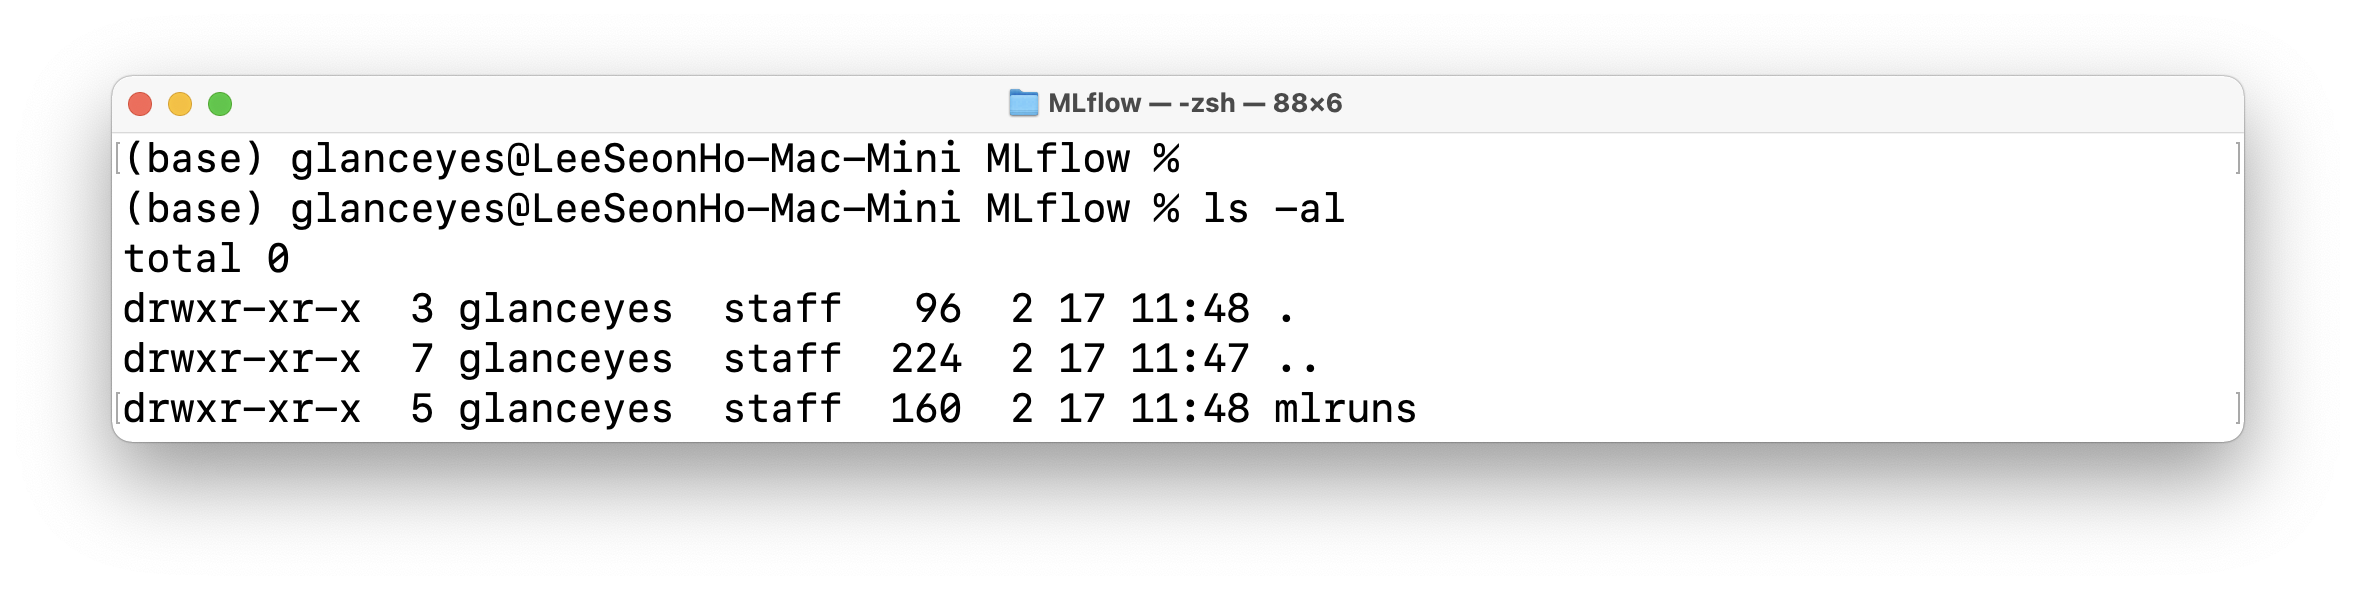 MLflow — -zsh — 88×6
(base) glanceyes@LeeSeonHo-Mac-Mini MLflow %
(base) glanceyes@LeeSeonHo-Mac-Mini MLflow % ls -al
total 0
drwxr-xr-x  3 glanceyes  staff   96  2 17 11:48 .
drwxr-xr-x  7 glanceyes  staff  224  2 17 11:47 ..
drwxr-xr-x  5 glanceyes  staff  160  2 17 11:48 mlruns